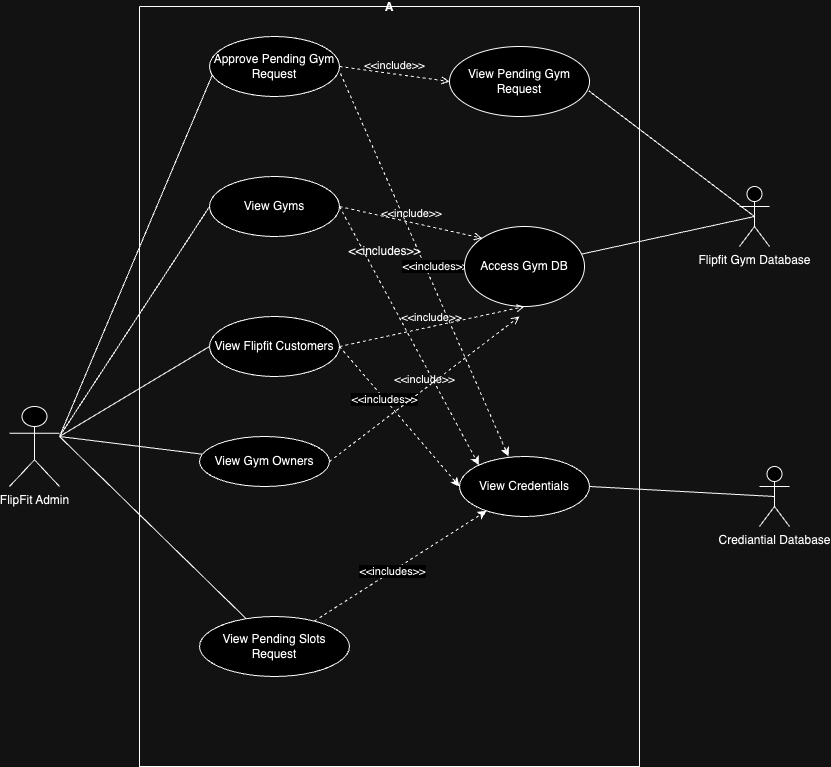 A
Approve Pending Gym
Request
<<include>>
View Pending Gym
Request
View Gyms
<<include>>
<<includes>>
<<includes>>
Access Gym DB
Flipfit Gym Database
View Flipfit Customers
<<include>>
<<include>>
<<includes>>
View Gym Owners
View Credentials
FlipFit Admin
Crediantial Database
<<includes>>
View Pending Slots
Request